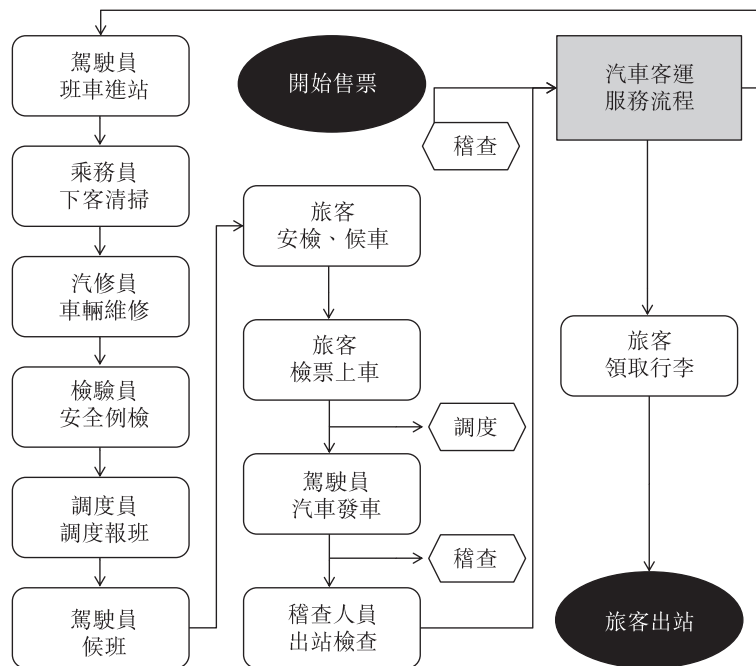 駕駛員
班車進站
乘務員
下客清掃
汽修員
車輛維修
檢驗員
安全例檢
調度員
調度報班
駕駛員
候班
開始售票
旅客
安檢、候車
旅客
檢票上車
調度
駕駛員
汽車發車
稽查
稽查人員
出站檢查
稽查
汽車客運
服務流程
旅客
領取行李
旅客出站